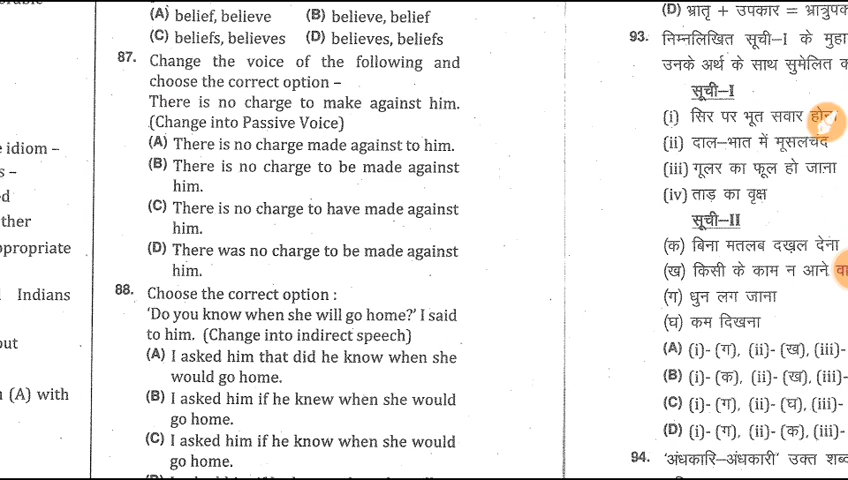 idiom –
s –
d
ther
ppropriate
Indians
out
(A) with
(A) belief, believe (B) believe, belief
(C) beliefs, believes (D) believes, beliefs
87. Change the voice of the following and
choose the correct option –
There is no charge to make against him.
(Change into Passive Voice)
(A) There is no charge made against to him.
(B) There is no charge to be made against
him.
(C) There is no charge to have made against
him.
(D) There was no charge to be made against
him.
88. Choose the correct option :
'Do you know when she will go home?' I said
to him. (Change into indirect speech)
(A) I asked him that did he know when she
would go home.
(B) I asked him if he knew when she would
go home.
(C) I asked him if he know when she would
go home.
(D) भ्रातृ + उपकार = भ्रात्रुपक
93. निम्नलिखित सूची–I के मुहा
उनके अर्थ के साथ सुमेलित क
सूची–I
(i) सिर पर भूत सवार होना
(ii) दाल–भात में मूसलचंद
(iii) गूलर का फूल हो जाना
(iv) ताड़ का वृक्ष
सूची–II
(क) बिना मतलब दखल देना
(ख) किसी के काम न आने वा
(ग) धुन लग जाना
(घ) कम दिखना
(A) (i)- (ग), (ii)- (ख), (iii)-
(B) (i)- (क), (ii)- (ख), (iii)-
(C) (i)- (ग), (ii)- (घ), (iii)-
(D) (i)- (ग), (ii)- (क), (iii)-
94. 'अंधकारि–अंधकारी' उक्त शब्द